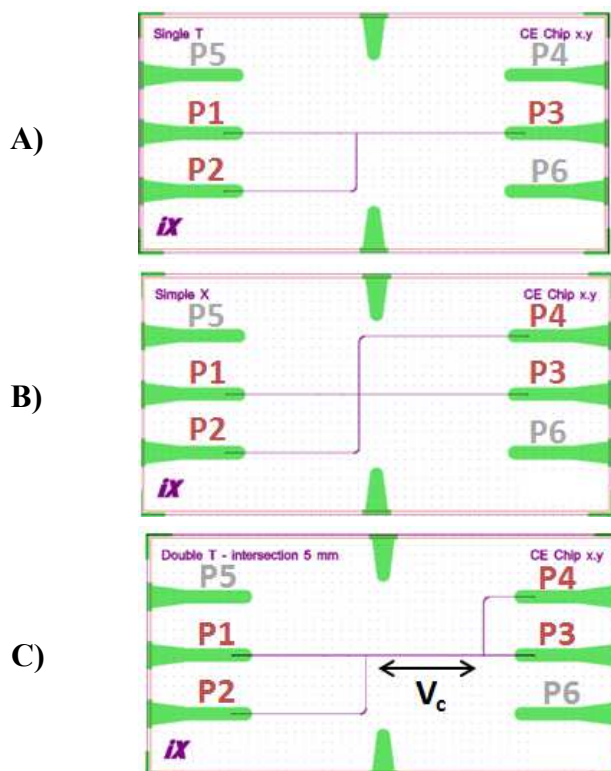 A)
Single T
CE Chip x.y
P5
P4
P1
P3
P2
P6
iX
B)
Simple X
CE Chip x.y
P5
P4
P1
P3
P2
P6
iX
C)
Double T - intersection 5 mm
CE Chip x.y
P5
P4
P1
P3
Vc
P2
P6
iX